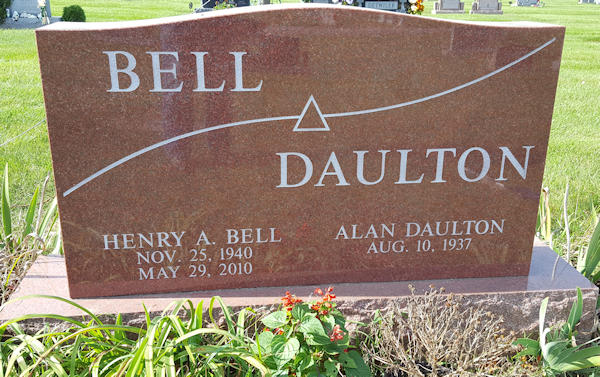 BELL
DAULTON
HENRY A. BELL
NOV. 25, 1940
MAY 29, 2010
ALAN DAULTON
AUG. 10, 1937